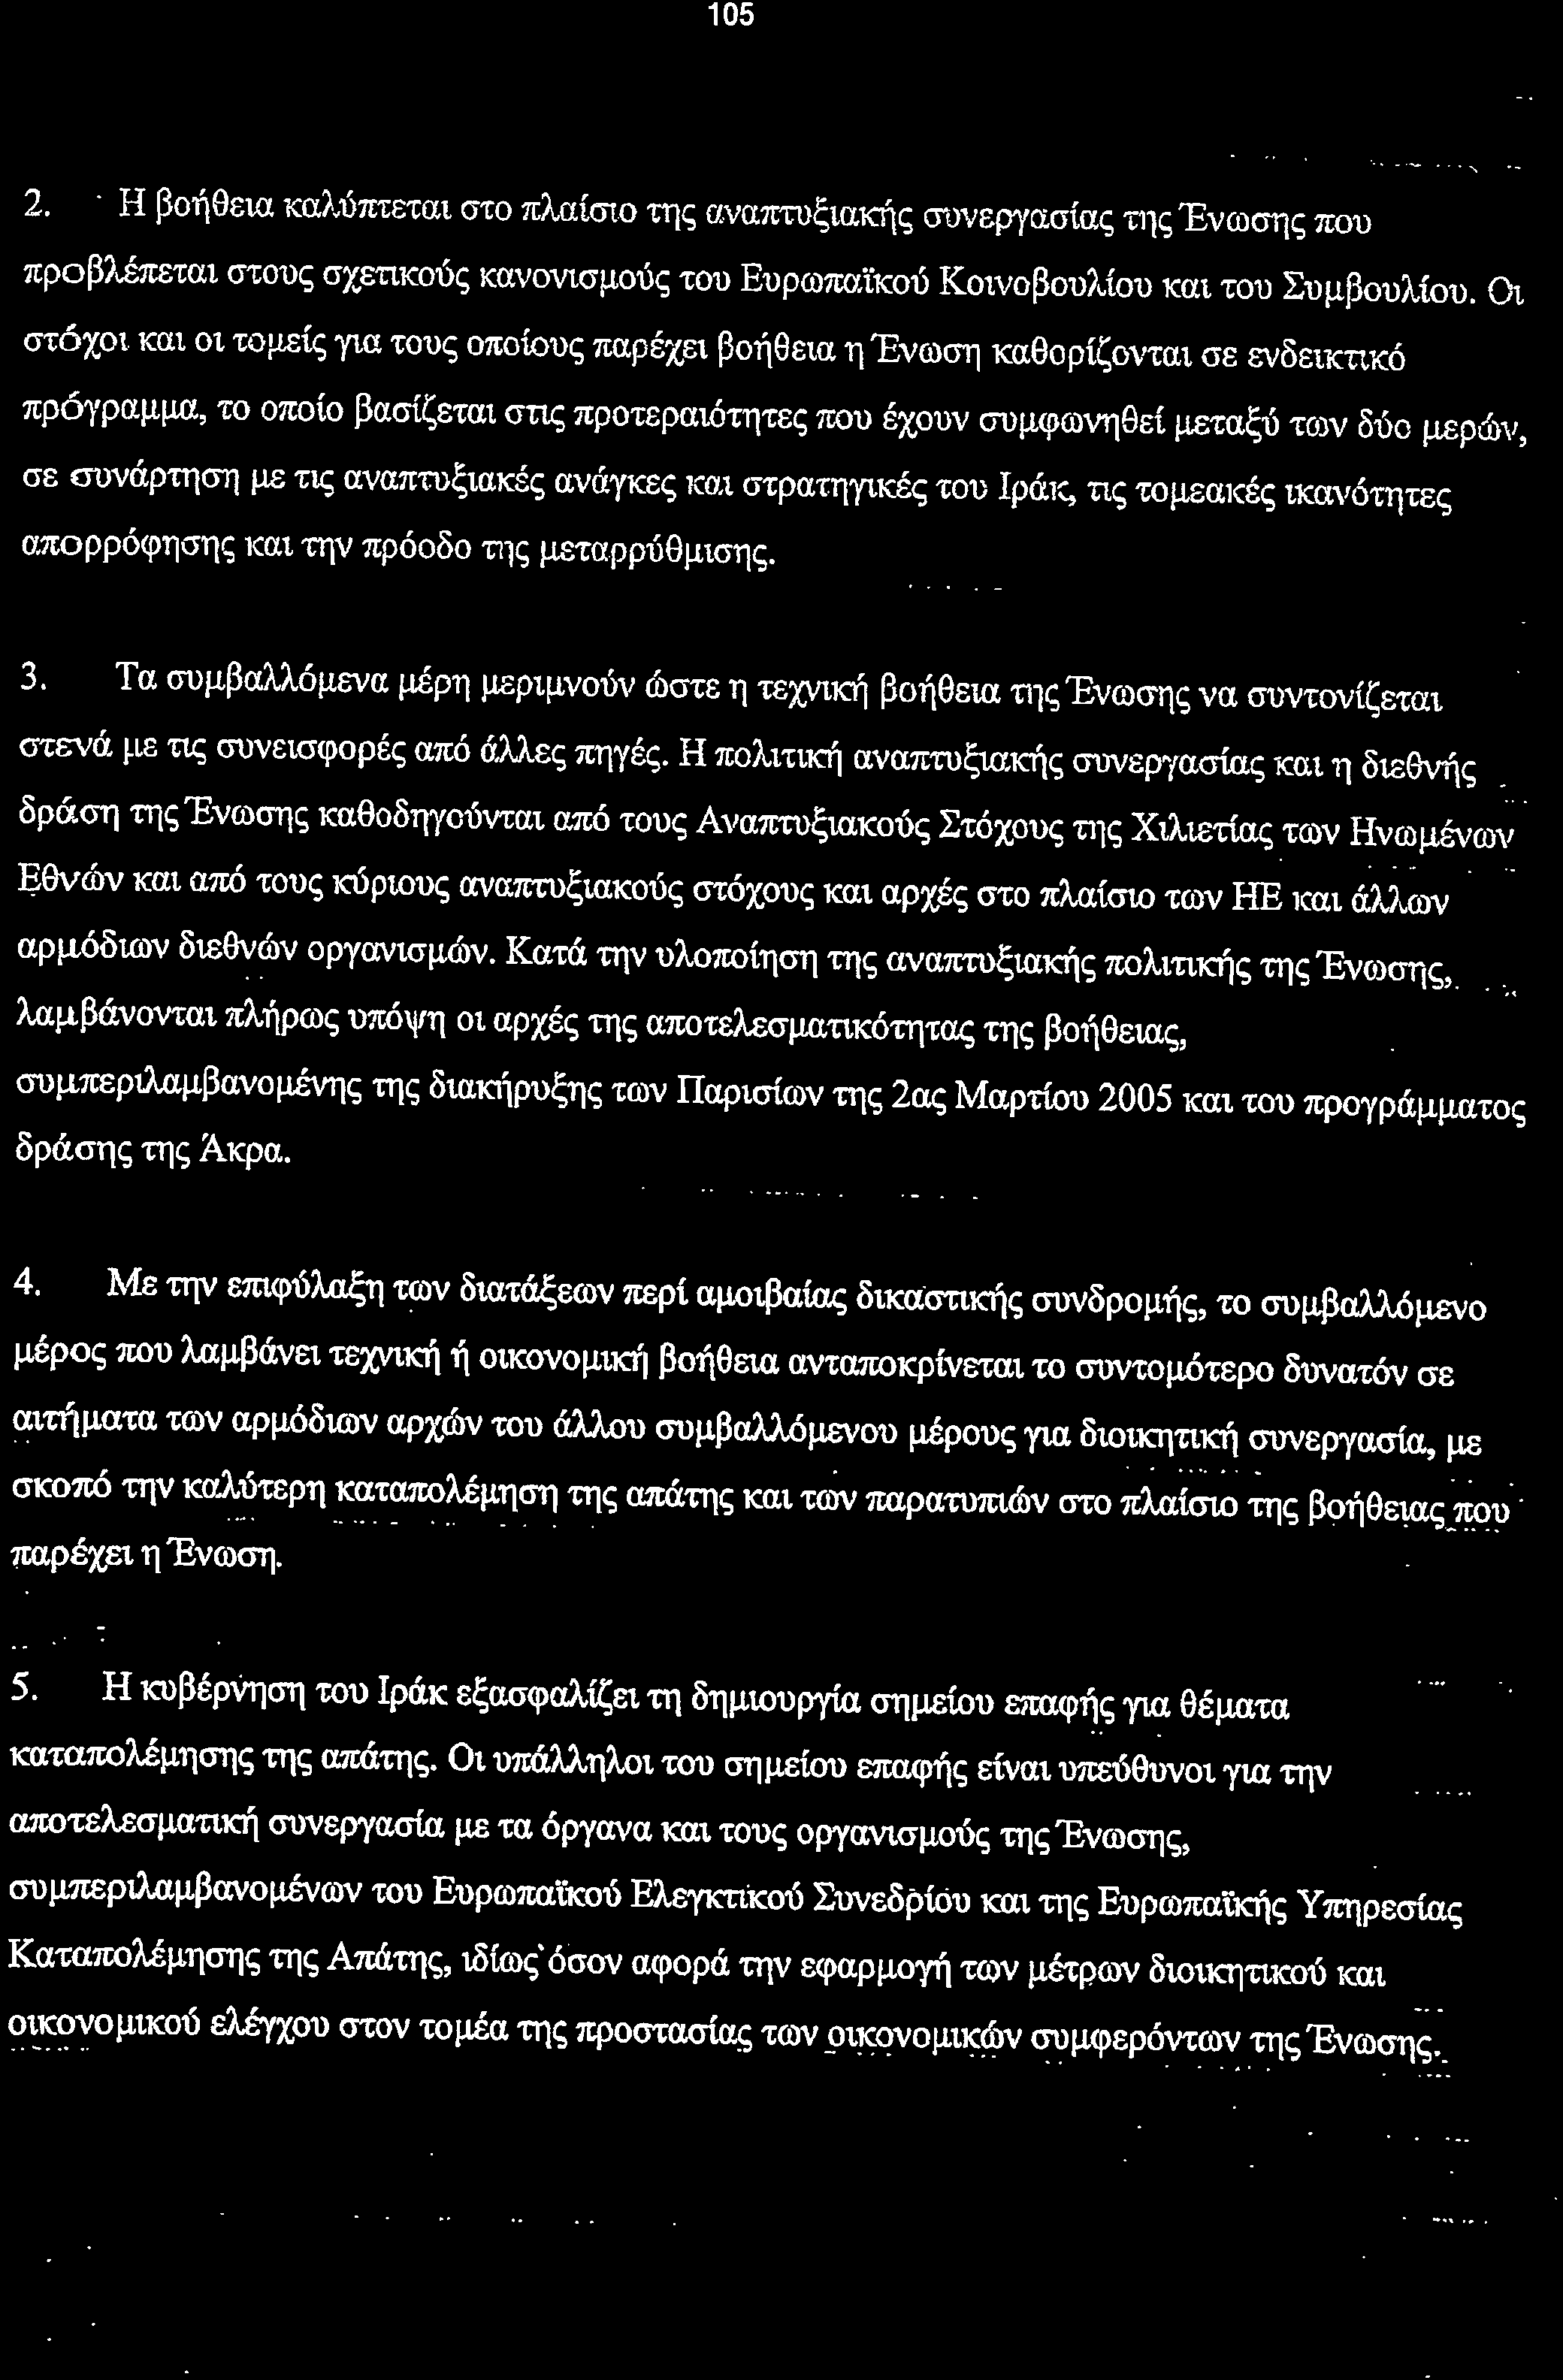 105
2. Η βοήθεια καλύπτεται στο πλαίσιο της αναπτυξιακής συνεργασίας της Ένωσης που
προβλέπεται στους σχετικούς κανονισμούς του Ευρωπαϊκού Κοινοβουλίου και του Συμβουλίου. Οι
στόχοι και οι τομείς για τους οποίους παρέχει βοήθεια η Ένωση καθορίζονται σε ενδεικτικό
πρόγραμμα, το οποίο βασίζεται στις προτεραιότητες που έχουν συμφωνηθεί μεταξύ των δύο μερών,
σε συνάρτηση με τις αναπτυξιακές ανάγκες και στρατηγικές του Ιράκ, τις τομεακές ικανότητες
απορρόφησης και την πρόοδο της μεταρρύθμισης.
3. Τα συμβαλλόμενα μέρη μεριμνούν ώστε η τεχνική βοήθεια της Ένωσης να συντονίζεται
στενά με τις συνεισφορές από άλλες πηγές. Η πολιτική αναπτυξιακής συνεργασίας και η διεθνής
δράση της Ένωσης καθοδηγούνται από τους Αναπτυξιακούς Στόχους της Χιλιετίας των Ηνωμένων
Εθνών και από τους κύριους αναπτυξιακούς στόχους και αρχές στο πλαίσιο των ΗΕ και άλλων
αρμόδιων διεθνών οργανισμών. Κατά την υλοποίηση της αναπτυξιακής πολιτικής της Ένωσης,
λαμβάνονται πλήρως υπόψη οι αρχές της αποτελεσματικότητας της βοήθειας,
συμπεριλαμβανομένης της διακήρυξης των Παρισίων της 2ας Μαρτίου 2005 και του προγράμματος
δράσης της Άκρα.
4. Με την επιφύλαξη των διατάξεων περί αμοιβαίας δικαστικής συνδρομής, το συμβαλλόμενο
μέρος που λαμβάνει τεχνική ή οικονομική βοήθεια ανταποκρίνεται το συντομότερο δυνατόν σε
αιτήματα των αρμόδιων αρχών του άλλου συμβαλλόμενου μέρους για διοικητική συνεργασία, με
σκοπό την καλύτερη καταπολέμηση της απάτης και των παρατυπιών στο πλαίσιο της βοήθειας που
παρέχει η Ένωση.
5. Η κυβέρνηση του Ιράκ εξασφαλίζει τη δημιουργία σημείου επαφής για θέματα
καταπολέμησης της απάτης. Οι υπάλληλοι του σημείου επαφής είναι υπεύθυνοι για την
αποτελεσματική συνεργασία με τα όργανα και τους οργανισμούς της Ένωσης,
συμπεριλαμβανομένων του Ευρωπαϊκού Ελεγκτικού Συνεδρίου και της Ευρωπαϊκής Υπηρεσίας
Καταπολέμησης της Απάτης, ιδίως όσον αφορά την εφαρμογή των μέτρων διοικητικού και
οικονομικού ελέγχου στον τομέα της προστασίας των οικονομικών συμφερόντων της Ένωσης.